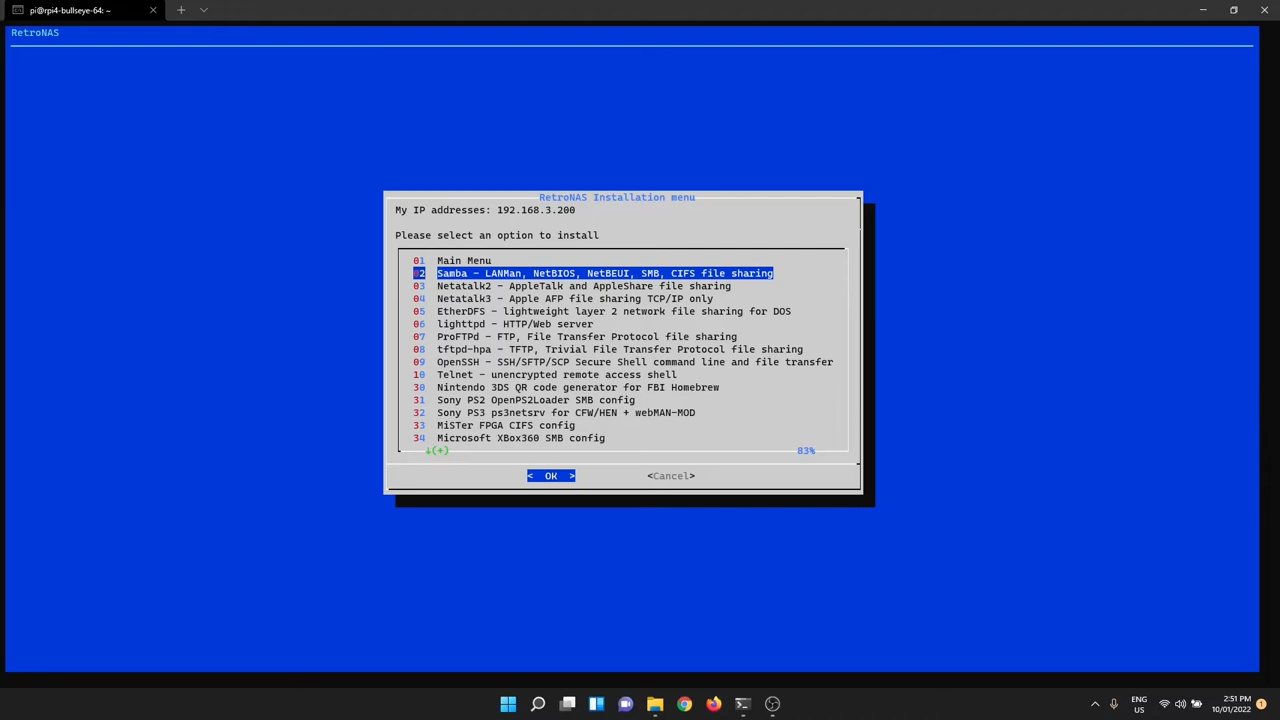 pi@rpi4-bullseye-64: ~
RetroNAS
RetroNAS Installation menu
My IP addresses: 192.168.3.200
Please select an option to install
01 Main Menu
02 Samba - LANMan, NetBIOS, NetBEUI, SMB, CIFS file sharing
03 Netatalk2 - AppleTalk and AppleShare file sharing
04 Netatalk3 - Apple AFP file sharing TCP/IP only
05 EtherDFS - lightweight layer 2 network file sharing for DOS
06 lighttpd - HTTP/Web server
07 ProFTPd - FTP, File Transfer Protocol file sharing
08 tftpd-hpa - TFTP, Trivial File Transfer Protocol file sharing
09 OpenSSH - SSH/SFTP/SCP Secure Shell command line and file transfer
10 Telnet - unencrypted remote access shell
30 Nintendo 3DS QR code generator for FBI Homebrew
31 Sony PS2 OpenPS2Loader SMB config
32 Sony PS3 ps3netsrv for CFW/HEN + webMAN-MOD
33 MiSTer FPGA CIFS config
34 Microsoft XBox360 SMB config
↓(+) 83%
< OK > <Cancel>
ENG
US
2:51 PM
10/01/2022
1